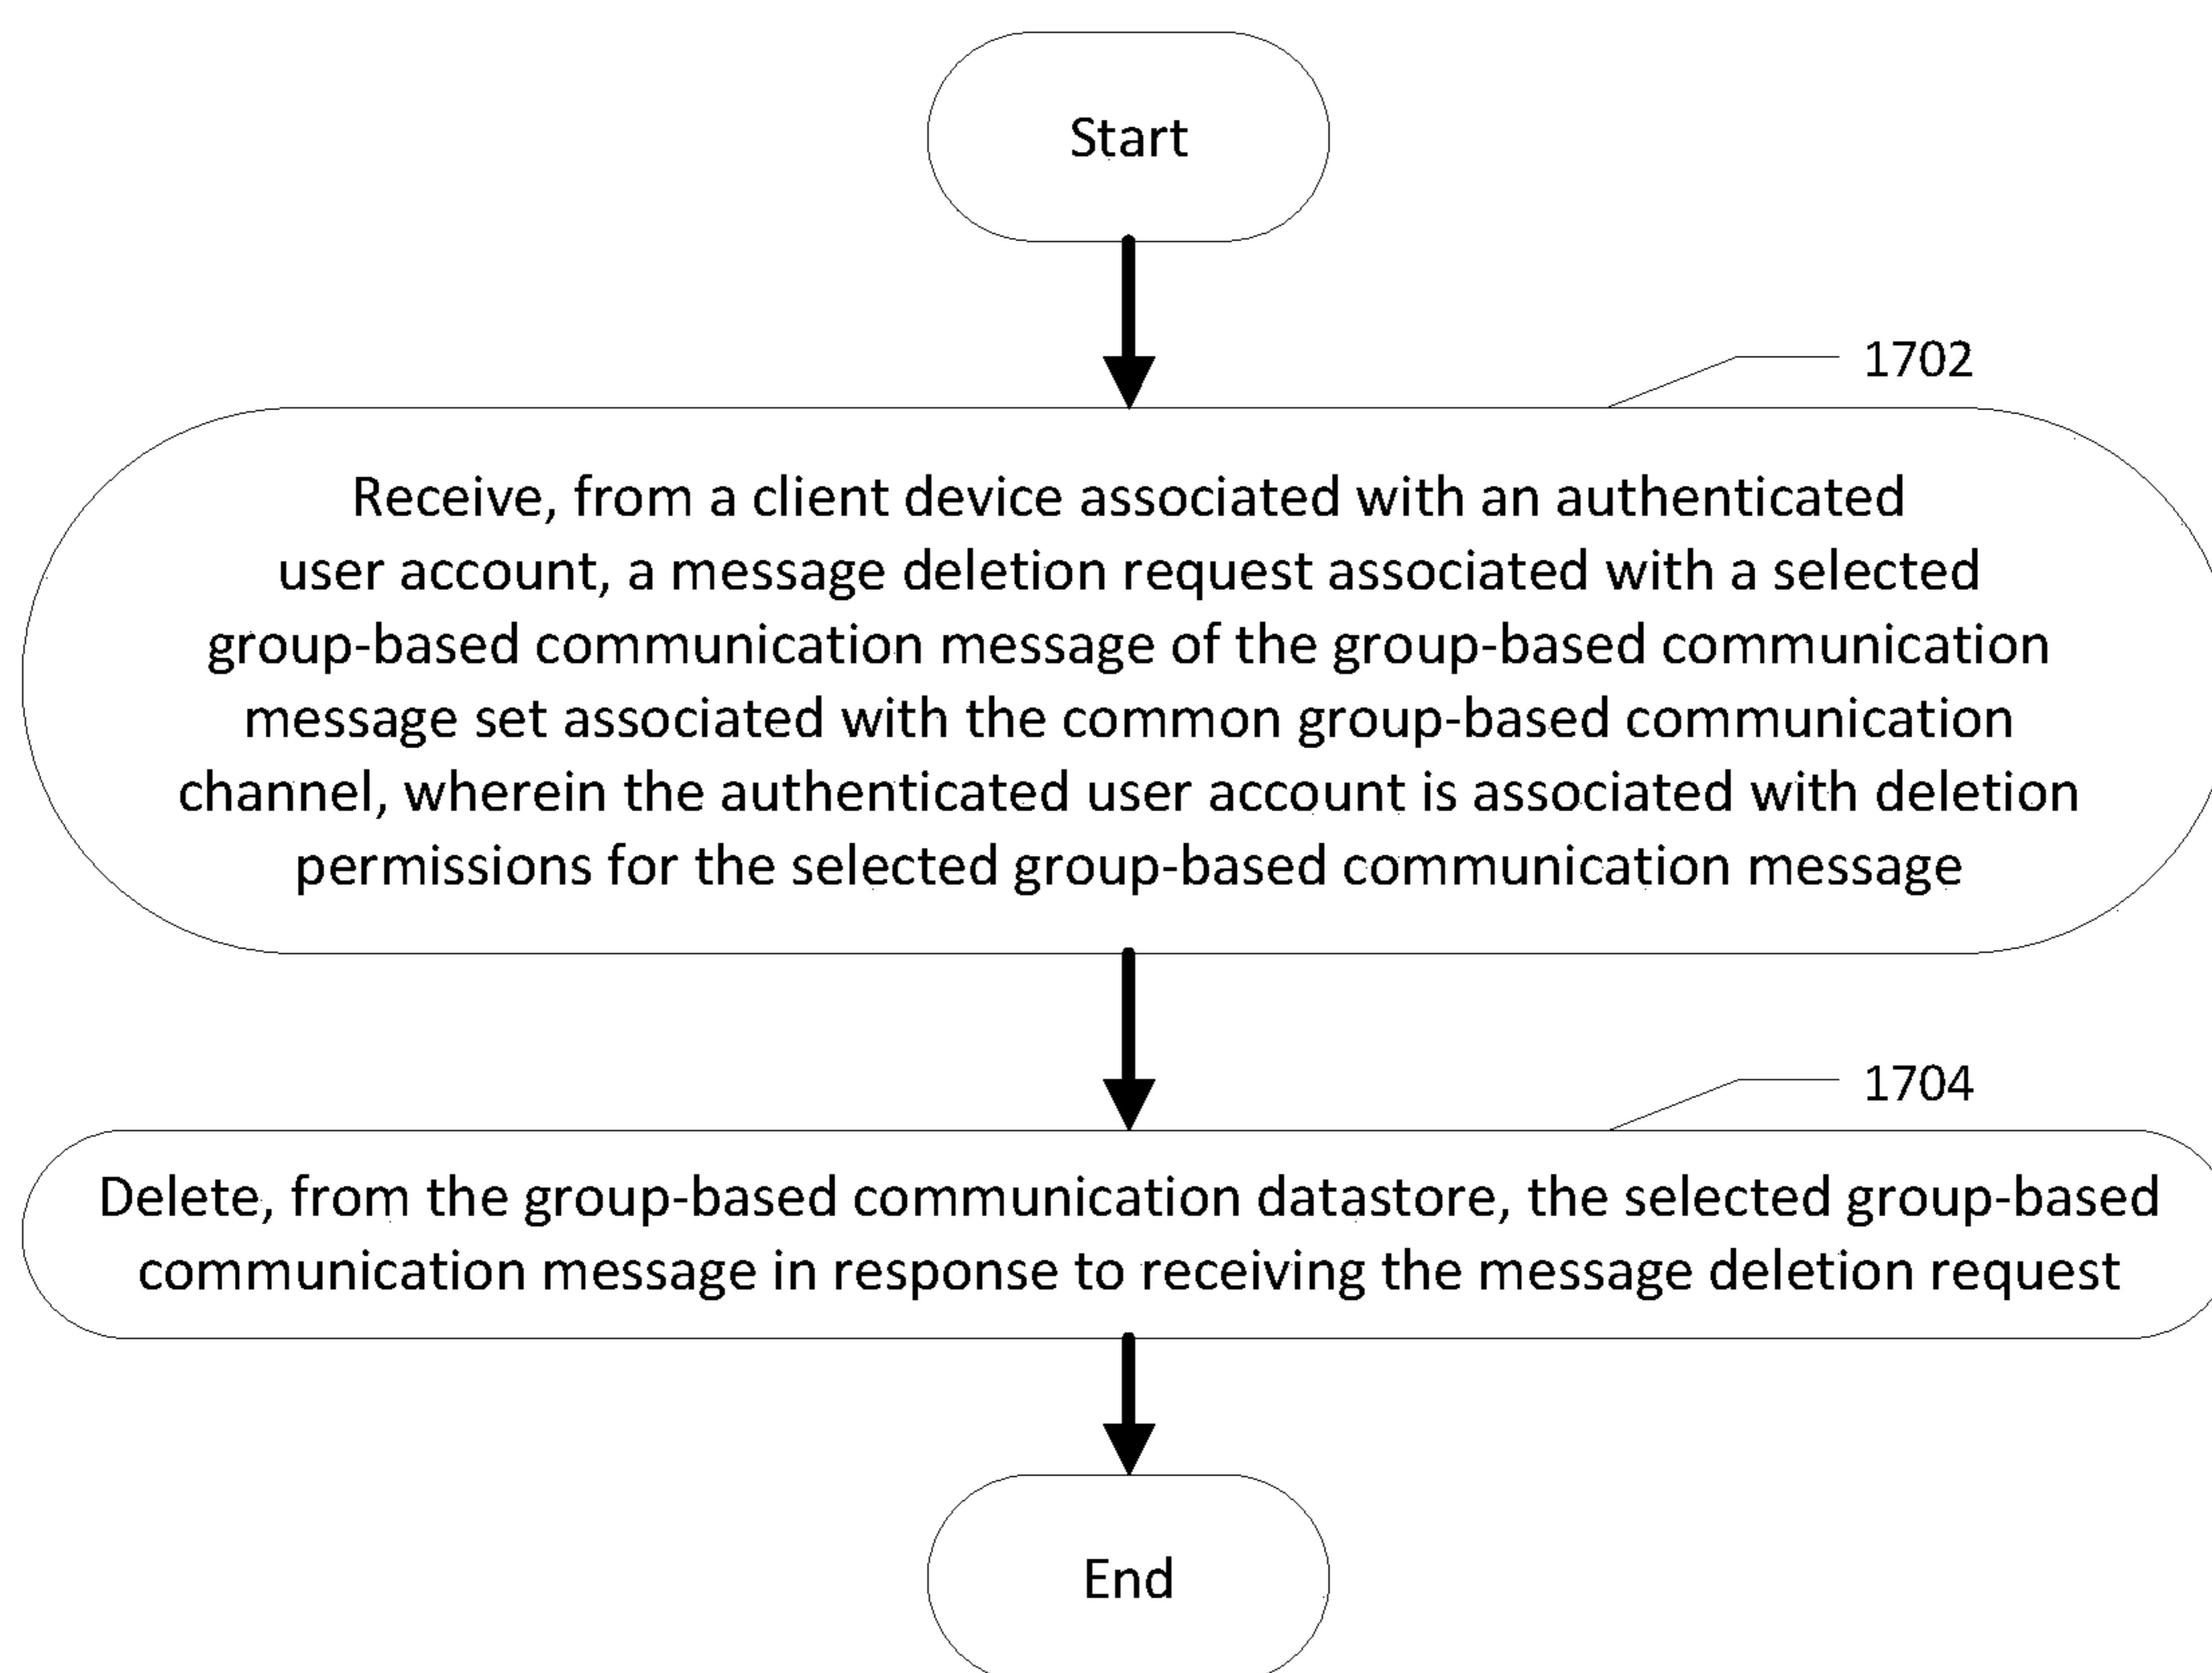 Start
1702
Receive, from a client device associated with an authenticated
user account, a message deletion request associated with a selected
group-based communication message of the group-based communication
message set associated with the common group-based communication
channel, wherein the authenticated user account is associated with deletion
permissions for the selected group-based communication message
1704
Delete, from the group-based communication datastore, the selected group-based
communication message in response to receiving the message deletion request
End